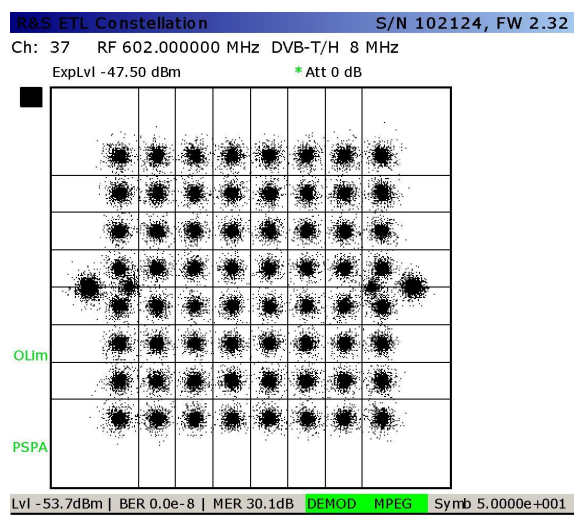 R&S ETL Constellation S/N 102124, FW 2.32
Ch: 37 RF 602.000000 MHz DVB-T/H 8 MHz
ExpLvl -47.50 dBm * Att 0 dB
OLim
PSPA
Lvl -53.7dBm | BER 0.0e-8 | MER 30.1dB DEMOD MPEG Symb 5.0000e+001